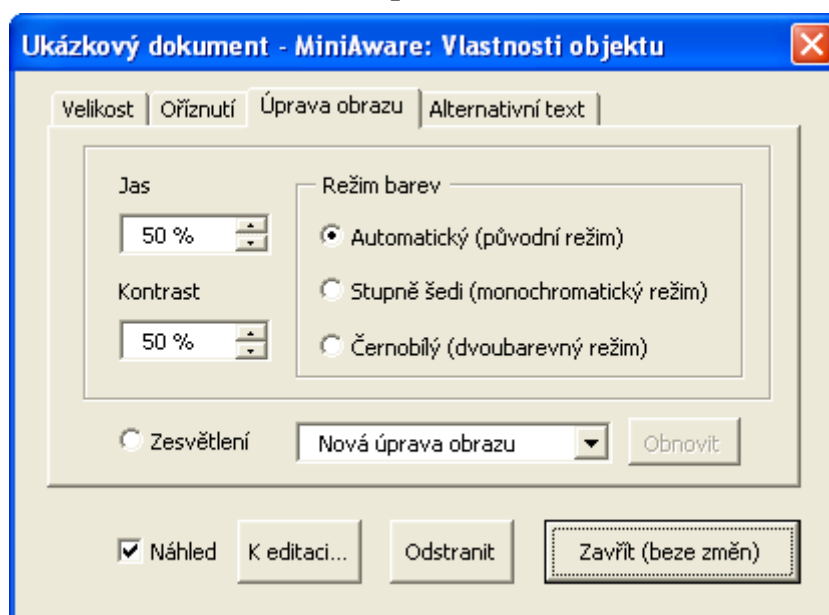 Ukázkový dokument - MiniAware: Vlastnosti objektu
Velikost Oříznutí Úprava obrazu Alternativní text
Jas
50 %
Kontrast
50 %
Režim barev
Automatický (původní režim)
Stupně šedi (monochromatický režim)
Černobílý (dvoubarevný režim)
Zesvětlení Nová úprava obrazu Obnovit
Náhled K editaci... Odstranit Zavřít (beze změn)